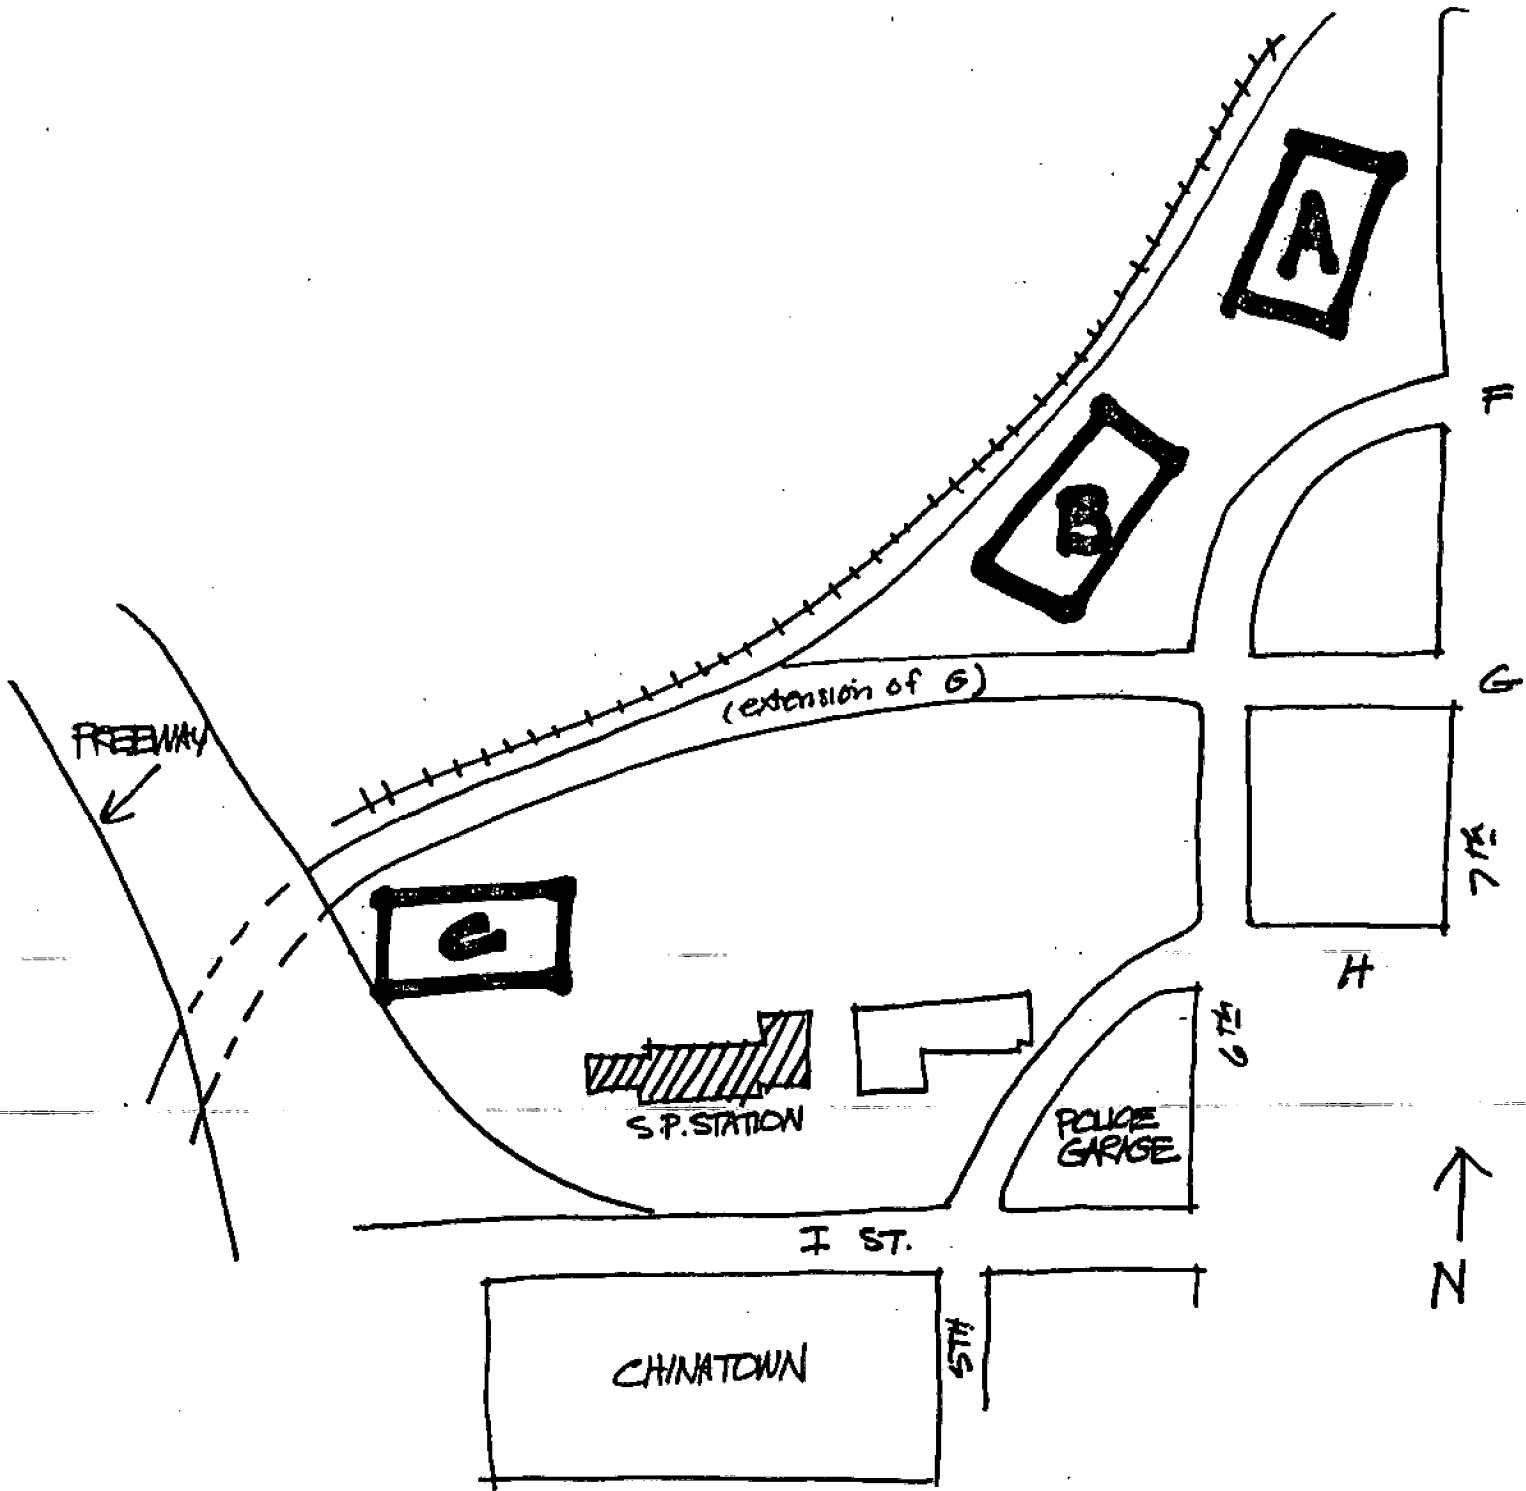 A
F
B
(extension of G)
G
FREEWAY
7TH
C
H
6TH
S.P. STATION
POLICE
GARAGE
I ST.
N
5TH
CHINATOWN